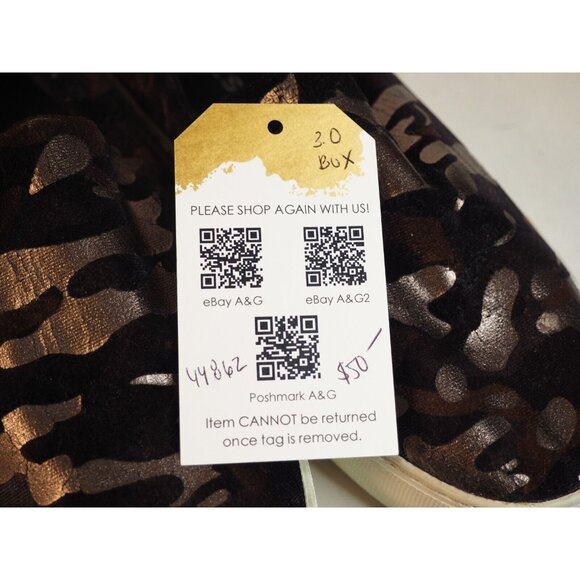 3.0
BOX
PLEASE SHOP AGAIN WITH US!
eBay A&G
eBay A&G2
44862
$50-
Poshmark A&G
Item CANNOT be returned
once tag is removed.